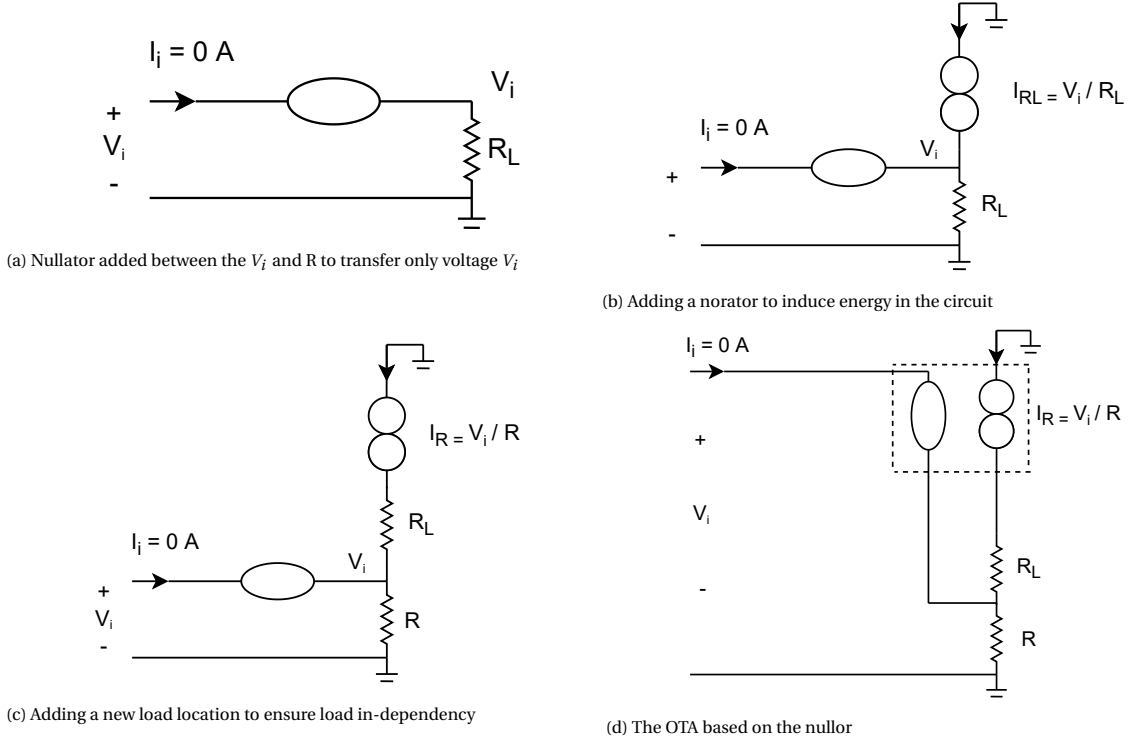 I_i = 0 A
V_i
+
V_i
-
R_L
(a) Nullator added between the V_i and R to transfer only voltage V_i
I_RL = V_i / R_L
I_i = 0 A
V_i
+
R_L
-
(b) Adding a norator to induce energy in the circuit
I_R = V_i / R
R_L
I_i = 0 A
V_i
+
V_i
R
-
(c) Adding a new load location to ensure load in-dependency
I_i = 0 A
I_R = V_i / R
+
V_i
R_L
-
R
(d) The OTA based on the nullor